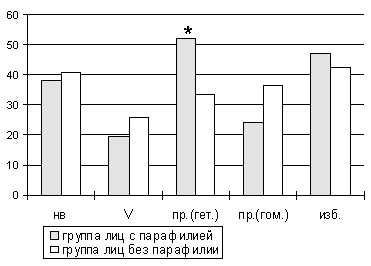 60
50
40
30
20
10
0
*
нв V пр.(гет.) пр.(гом.) изб.
группа лиц с парафилией
группа лиц без парафилии